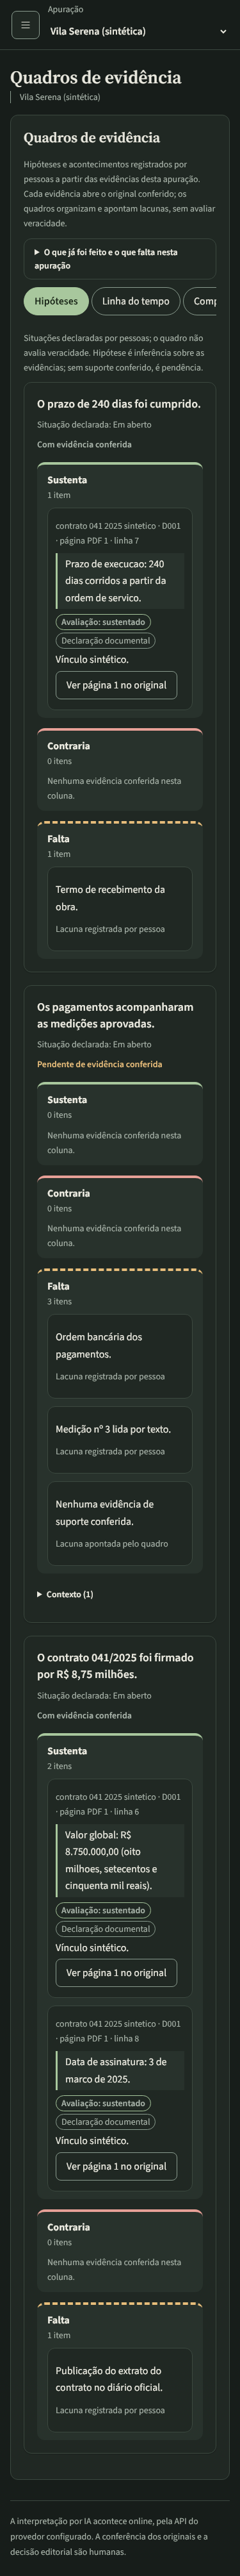 Apuração
Vila Serena (sintética)
Quadros de evidência
Vila Serena (sintética)
Quadros de evidência
Hipóteses e acontecimentos registrados por
pessoas a partir das evidências desta apuração.
Cada evidência abre o original conferido; os
quadros organizam e apontam lacunas, sem avaliar
veracidade.
O que já foi feito e o que falta nesta
apuração
Hipóteses
Linha do tempo
Comp
Situações declaradas por pessoas; o quadro não
avalia veracidade. Hipótese é inferência sobre as
evidências; sem suporte conferido, é pendência.
O prazo de 240 dias foi cumprido.
Situação declarada: Em aberto
Com evidência conferida
Sustenta
1 item
contrato 041 2025 sintetico · D001
· página PDF 1 · linha 7
Prazo de execucao: 240
dias corridos a partir da
ordem de servico.
Avaliação: sustentado
Declaração documental
Vínculo sintético.
Ver página 1 no original
Contraria
0 itens
Nenhuma evidência conferida nesta
coluna.
Falta
1 item
Termo de recebimento da
obra.
Lacuna registrada por pessoa
Os pagamentos acompanharam
as medições aprovadas.
Situação declarada: Em aberto
Pendente de evidência conferida
Sustenta
0 itens
Nenhuma evidência conferida nesta
coluna.
Contraria
0 itens
Nenhuma evidência conferida nesta
coluna.
Falta
3 itens
Ordem bancária dos
pagamentos.
Lacuna registrada por pessoa
Medição nº 3 lida por texto.
Lacuna registrada por pessoa
Nenhuma evidência de
suporte conferida.
Lacuna apontada pelo quadro
Contexto (1)
O contrato 041/2025 foi firmado
por R$ 8,75 milhões.
Situação declarada: Em aberto
Com evidência conferida
Sustenta
2 itens
contrato 041 2025 sintetico · D001
· página PDF 1 · linha 6
Valor global: R$
8.750.000,00 (oito
milhoes, setecentos e
cinquenta mil reais).
Avaliação: sustentado
Declaração documental
Vínculo sintético.
Ver página 1 no original
contrato 041 2025 sintetico · D001
· página PDF 1 · linha 8
Data de assinatura: 3 de
marco de 2025.
Avaliação: sustentado
Declaração documental
Vínculo sintético.
Ver página 1 no original
Contraria
0 itens
Nenhuma evidência conferida nesta
coluna.
Falta
1 item
Publicação do extrato do
contrato no diário oficial.
Lacuna registrada por pessoa
A interpretação por IA acontece online, pela API do
provedor configurado. A conferência dos originais e a
decisão editorial são humanas.